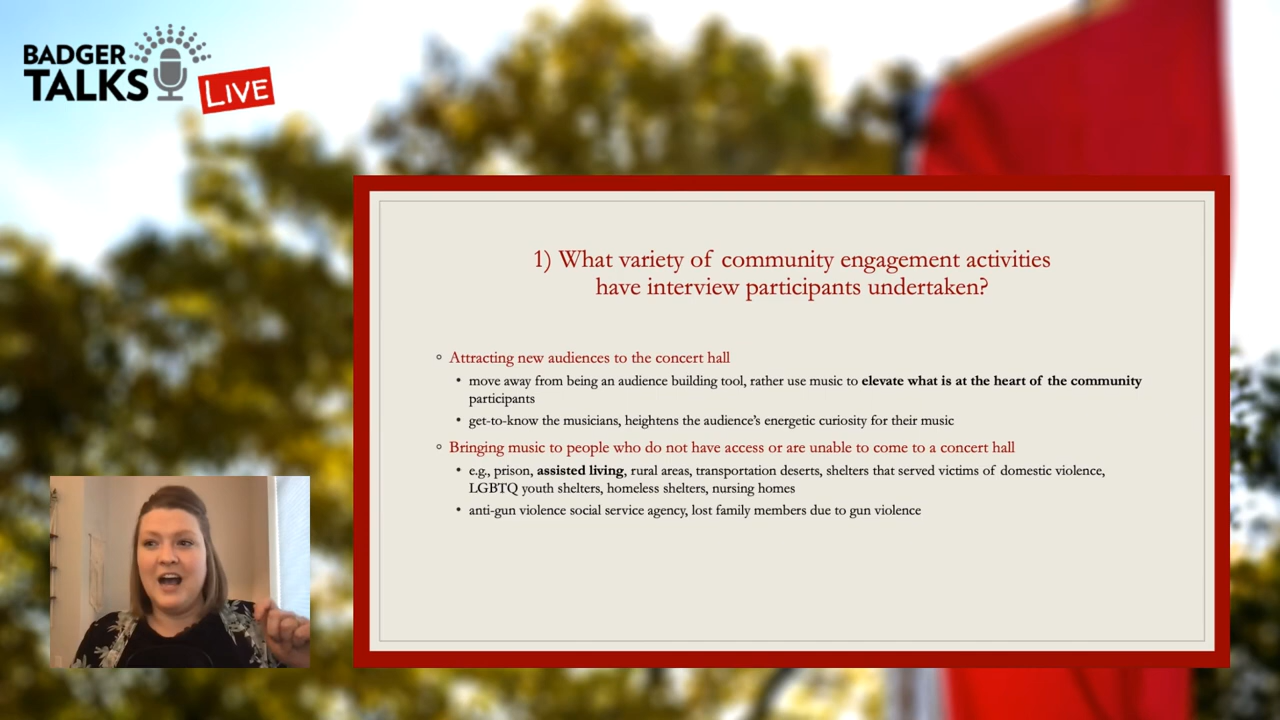 BADGER
TALKS LIVE
1) What variety of community engagement activities
have interview participants undertaken?
Attracting new audiences to the concert hall
move away from being an audience building tool, rather use music to elevate what is at the heart of the community
participants
get-to-know the musicians, heightens the audience's energetic curiosity for their music
Bringing music to people who do not have access or are unable to come to a concert hall
e.g., prison, assisted living, rural areas, transportation deserts, shelters that served victims of domestic violence,
LGBTQ youth shelters, homeless shelters, nursing homes
anti-gun violence social service agency, lost family members due to gun violence